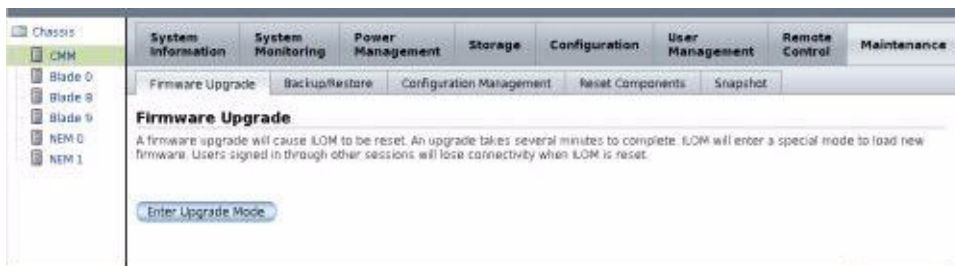 Chassis
CMM
Blade 0
Blade 8
Blade 9
NEM 0
NEM 1
System Information
System Monitoring
Power Management
Storage
Configuration
User Management
Remote Control
Maintenance
Firmware Upgrade
Backup/Restore
Configuration Management
Reset Components
Snapshot
Firmware Upgrade
A firmware upgrade will cause ILOM to be reset. An upgrade takes several minutes to complete. ILOM will enter a special mode to load new
firmware. Users signed in through other sessions will lose connectivity when ILOM is reset.
Enter Upgrade Mode